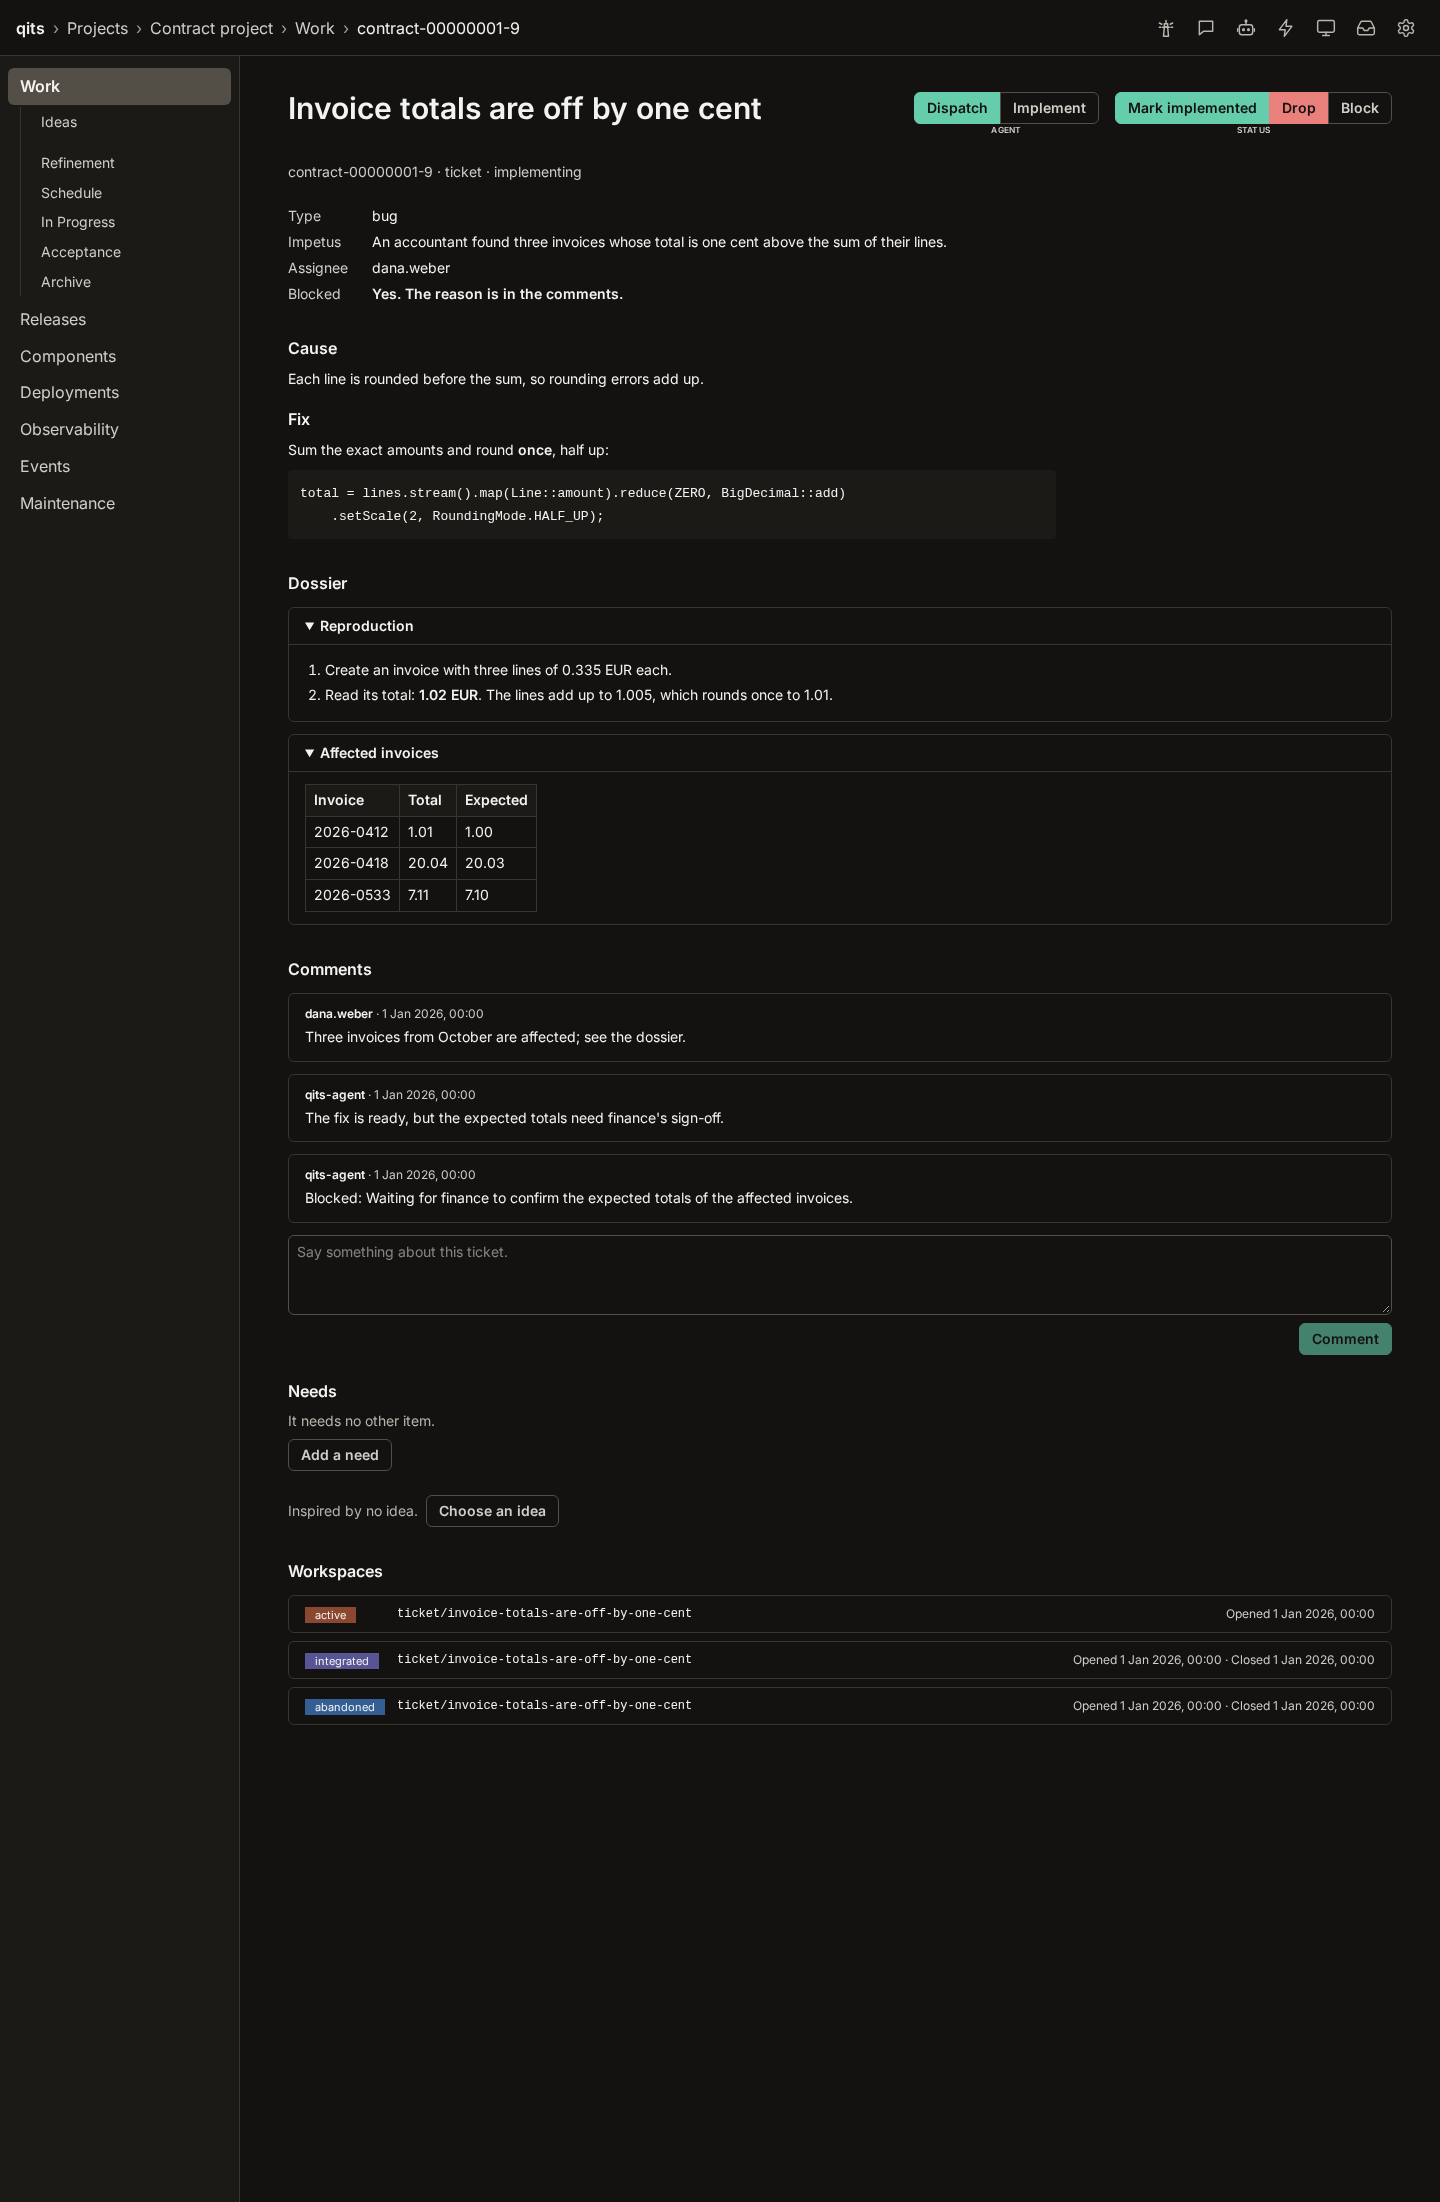 qits › Projects › Contract project › Work › contract-00000001-9
Work
Ideas
Refinement
Schedule
In Progress
Acceptance
Archive
Releases
Components
Deployments
Observability
Events
Maintenance
Invoice totals are off by one cent
Dispatch Implement
AGENT
Mark implemented Drop Block
STATUS
contract-00000001-9 · ticket · implementing
Type bug
Impetus An accountant found three invoices whose total is one cent above the sum of their lines.
Assignee dana.weber
Blocked Yes. The reason is in the comments.
Cause
Each line is rounded before the sum, so rounding errors add up.
Fix
Sum the exact amounts and round once, half up:
total = lines.stream().map(Line::amount).reduce(ZERO, BigDecimal::add)
    .setScale(2, RoundingMode.HALF_UP);
Dossier
▼ Reproduction
1. Create an invoice with three lines of 0.335 EUR each.
2. Read its total: 1.02 EUR. The lines add up to 1.005, which rounds once to 1.01.
▼ Affected invoices
Invoice Total Expected
2026-0412 1.01 1.00
2026-0418 20.04 20.03
2026-0533 7.11 7.10
Comments
dana.weber · 1 Jan 2026, 00:00
Three invoices from October are affected; see the dossier.
qits-agent · 1 Jan 2026, 00:00
The fix is ready, but the expected totals need finance's sign-off.
qits-agent · 1 Jan 2026, 00:00
Blocked: Waiting for finance to confirm the expected totals of the affected invoices.
Say something about this ticket.
Comment
Needs
It needs no other item.
Add a need
Inspired by no idea. Choose an idea
Workspaces
active ticket/invoice-totals-are-off-by-one-cent Opened 1 Jan 2026, 00:00
integrated ticket/invoice-totals-are-off-by-one-cent Opened 1 Jan 2026, 00:00 · Closed 1 Jan 2026, 00:00
abandoned ticket/invoice-totals-are-off-by-one-cent Opened 1 Jan 2026, 00:00 · Closed 1 Jan 2026, 00:00